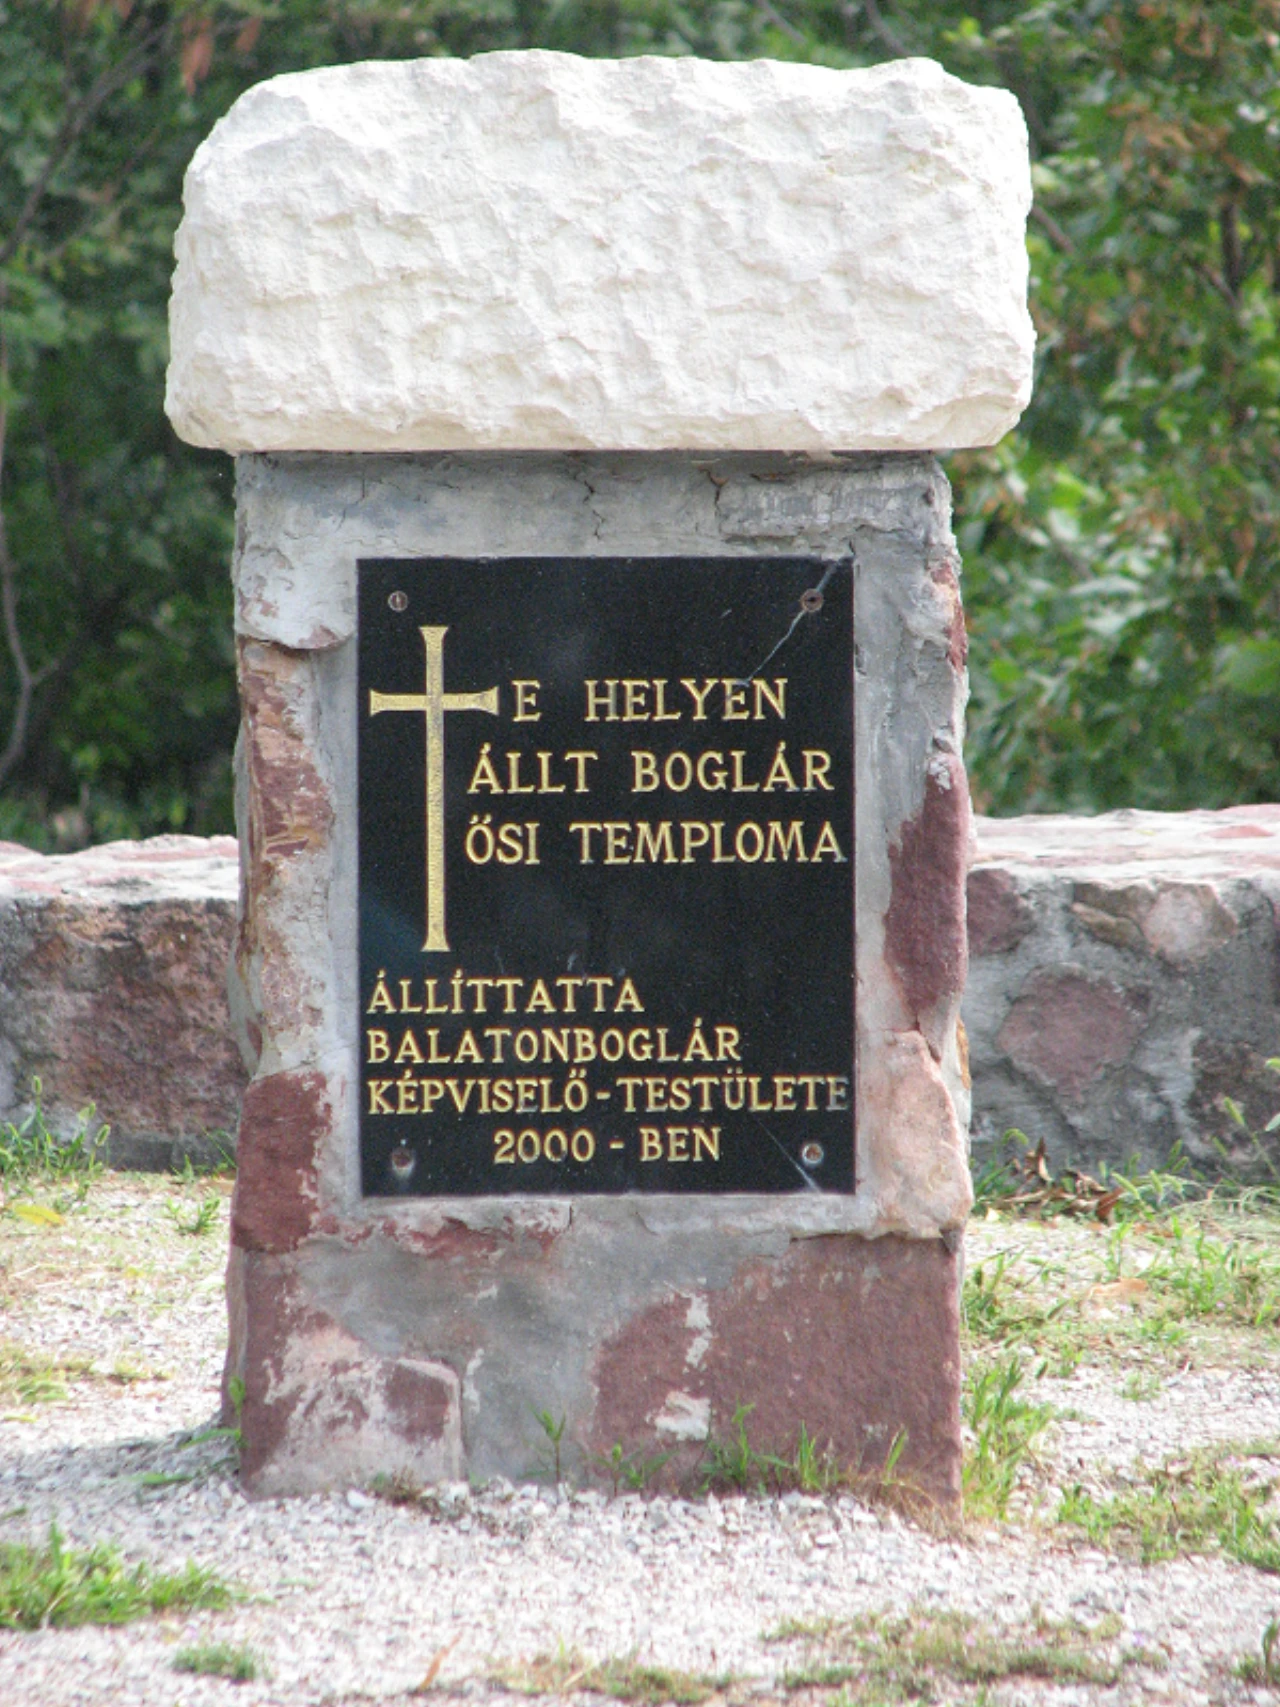 E HELYEN
ÁLLT BOGLÁR
ŐSI TEMPLOMA
ÁLLÍTTATTA
BALATONBOGLÁR
KÉPVISELŐ-TESTÜLETE
2000 - BEN